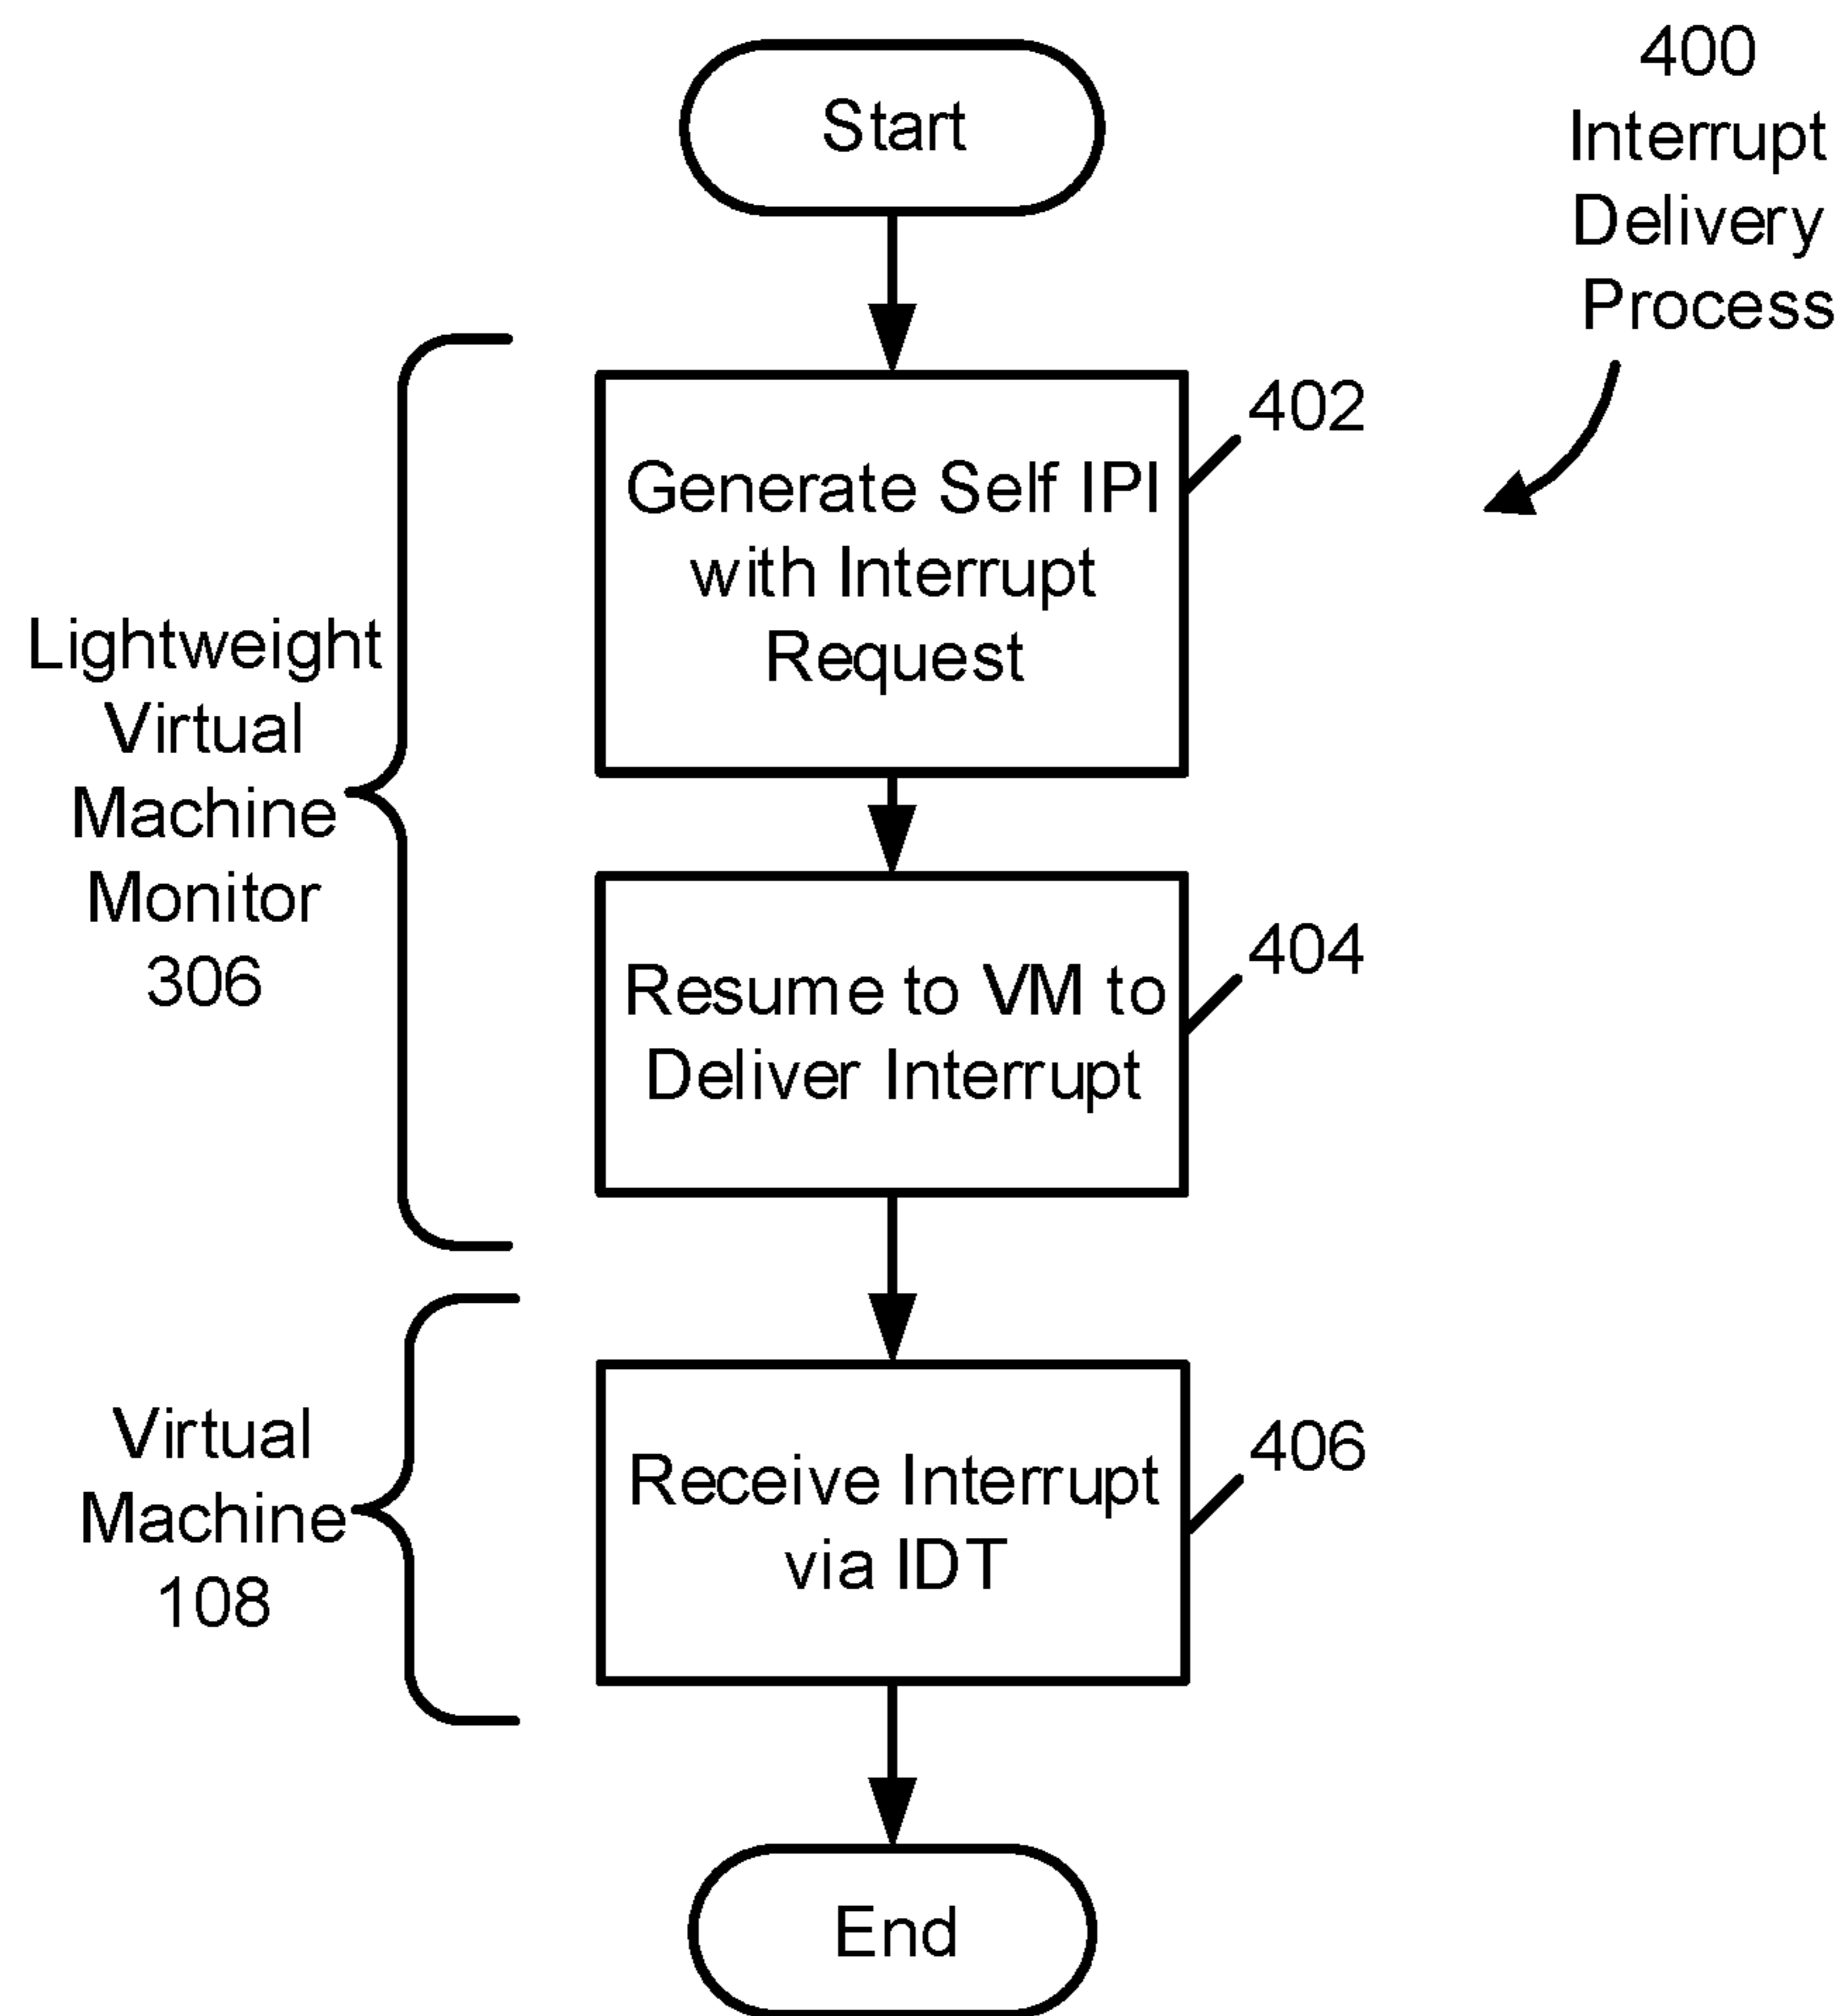 Start
400
Interrupt
Delivery
Process
402
Generate Self IPI
with Interrupt
Request
Lightweight
Virtual
Machine
Monitor
306
404
Resume to VM to
Deliver Interrupt
406
Receive Interrupt
via IDT
Virtual
Machine
108
End